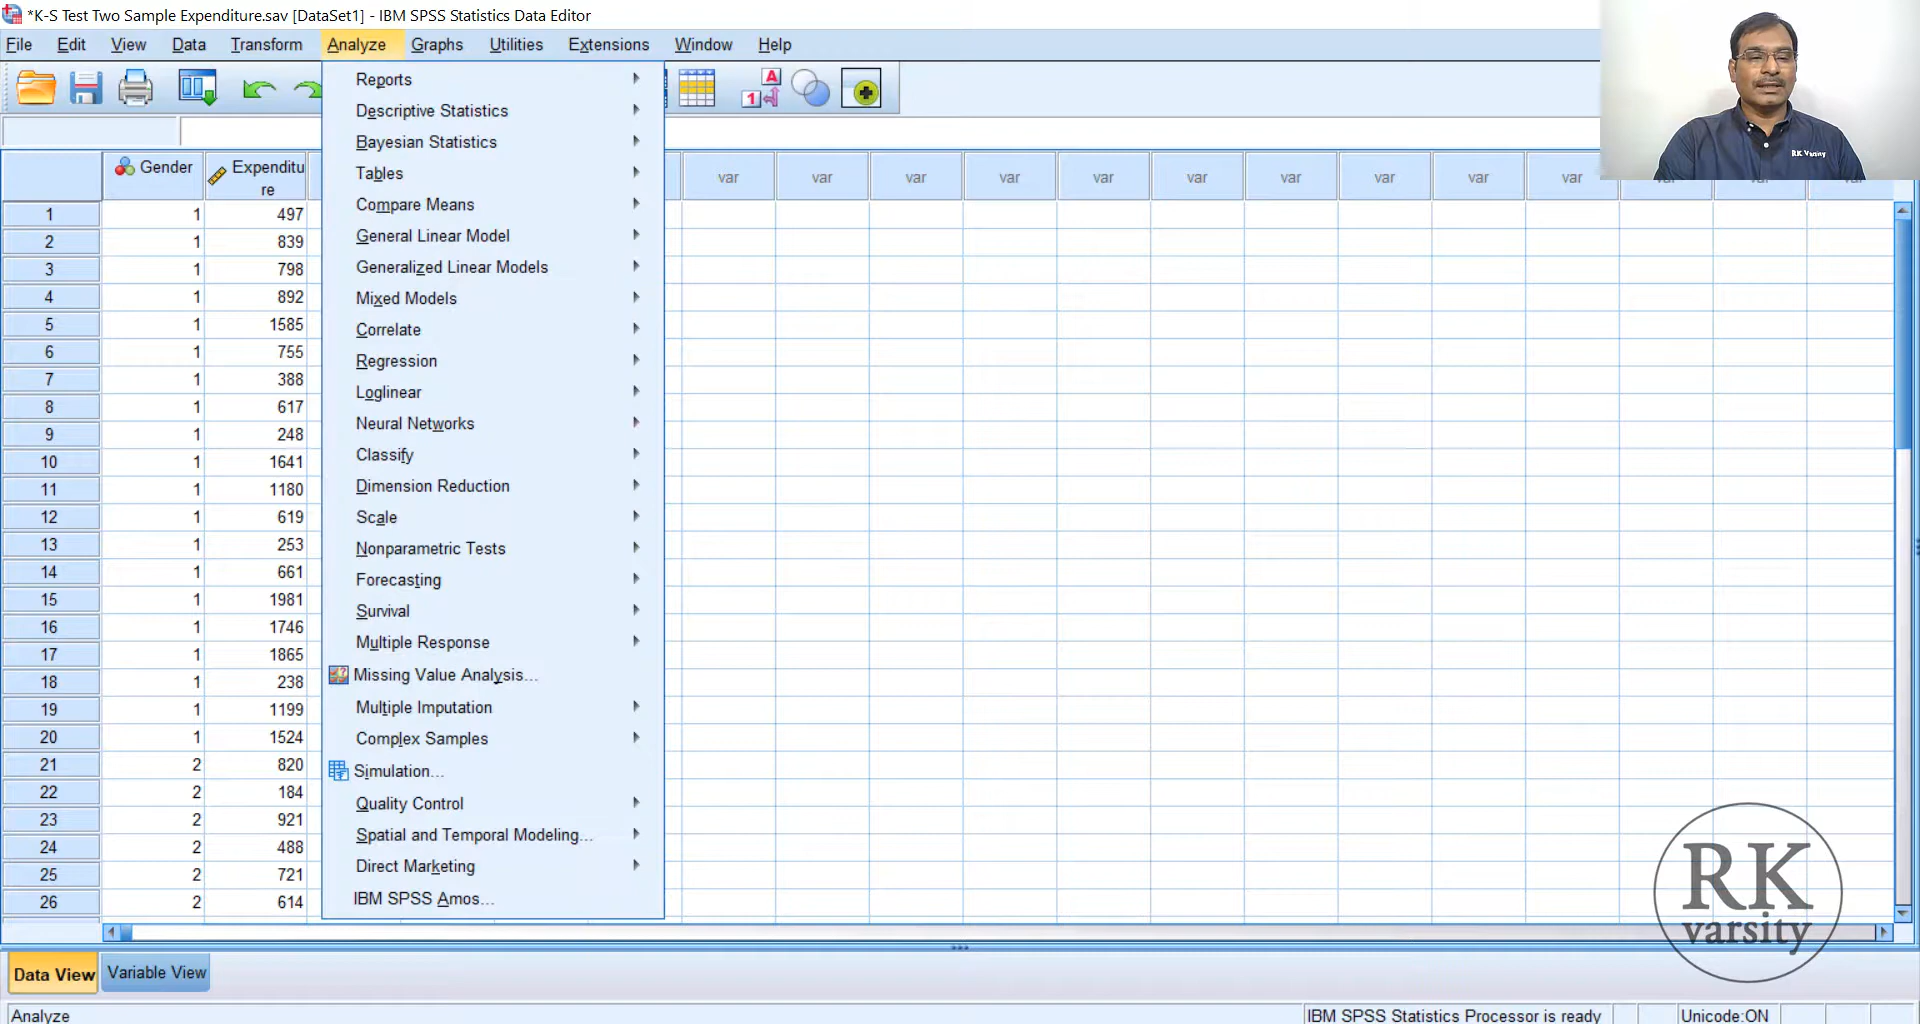 *K-S Test Two Sample Expenditure.sav [DataSet1] - IBM SPSS Statistics Data Editor
File Edit View Data Transform Analyze Graphs Utilities Extensions Window Help
Reports
Descriptive Statistics
Bayesian Statistics
Tables
Compare Means
General Linear Model
Generalized Linear Models
Mixed Models
Correlate
Regression
Loglinear
Neural Networks
Classify
Dimension Reduction
Scale
Nonparametric Tests
Forecasting
Survival
Multiple Response
Missing Value Analysis...
Multiple Imputation
Complex Samples
Simulation...
Quality Control
Spatial and Temporal Modeling...
Direct Marketing
IBM SPSS Amos...
A
1
RK Varsity
Gender Expenditu
re
var var var var var var var var var var
1 1 497
2 1 839
3 1 798
4 1 892
5 1 1585
6 1 755
7 1 388
8 1 617
9 1 248
10 1 1641
11 1 1180
12 1 619
13 1 253
14 1 661
15 1 1981
16 1 1746
17 1 1865
18 1 238
19 1 1199
20 1 1524
21 2 820
22 2 184
23 2 921
24 2 488
25 2 721
26 2 614
RK
varsity
Data View Variable View
Analyze IBM SPSS Statistics Processor is ready Unicode:ON